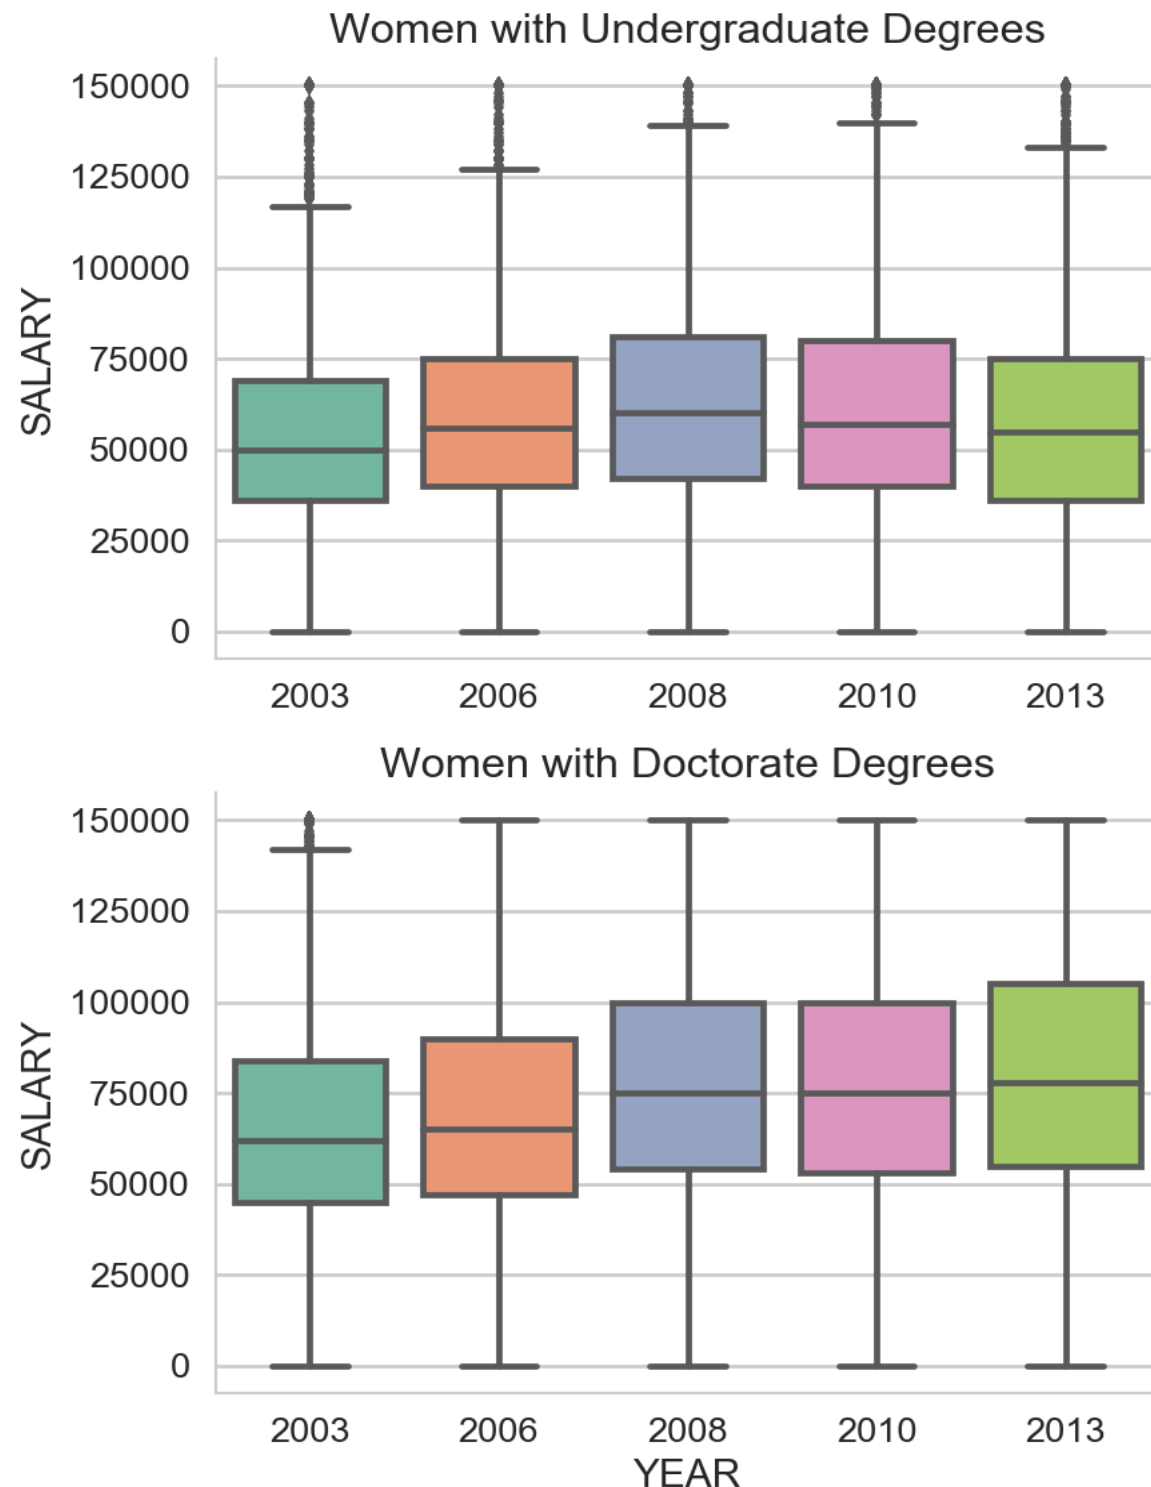 Women with Undergraduate Degrees
150000
125000
100000
75000
50000
25000
0
SALARY
2003 2006 2008 2010 2013
Women with Doctorate Degrees
150000
125000
100000
75000
50000
25000
0
SALARY
2003 2006 2008 2010 2013
YEAR